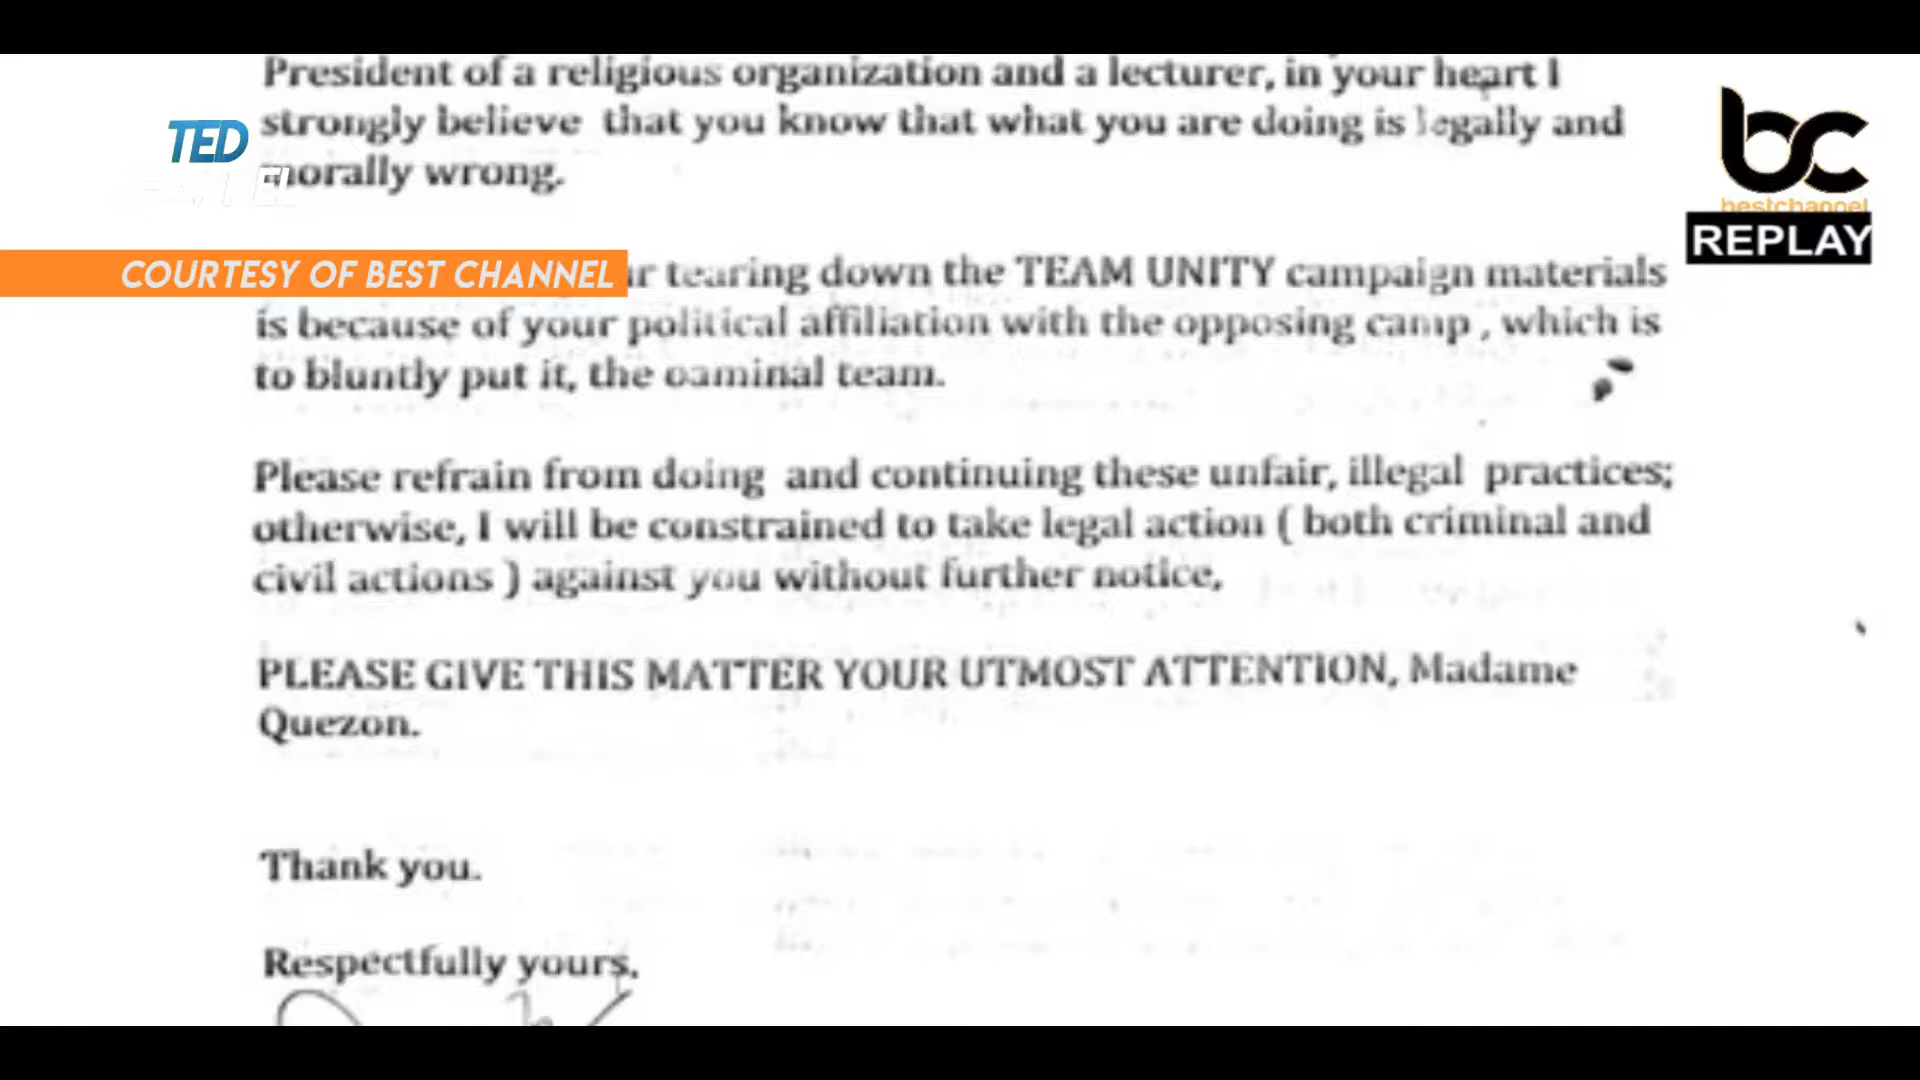 President of a religious organization and a lecturer, in your heart I
strongly believe that you know that what you are doing is legally and
morally wrong.
TED
bc
bestchannel
REPLAY
COURTESY OF BEST CHANNEL
tearing down the TEAM UNITY campaign materials
is because of your political affiliation with the opposing camp , which is
to bluntly put it, the oaminal team.
Please refrain from doing and continuing these unfair, illegal practices;
otherwise, I will be constrained to take legal action ( both criminal and
civil actions ) against you without further notice,
PLEASE GIVE THIS MATTER YOUR UTMOST ATTENTION, Madame
Quezon.
Thank you.
Respectfully yours,